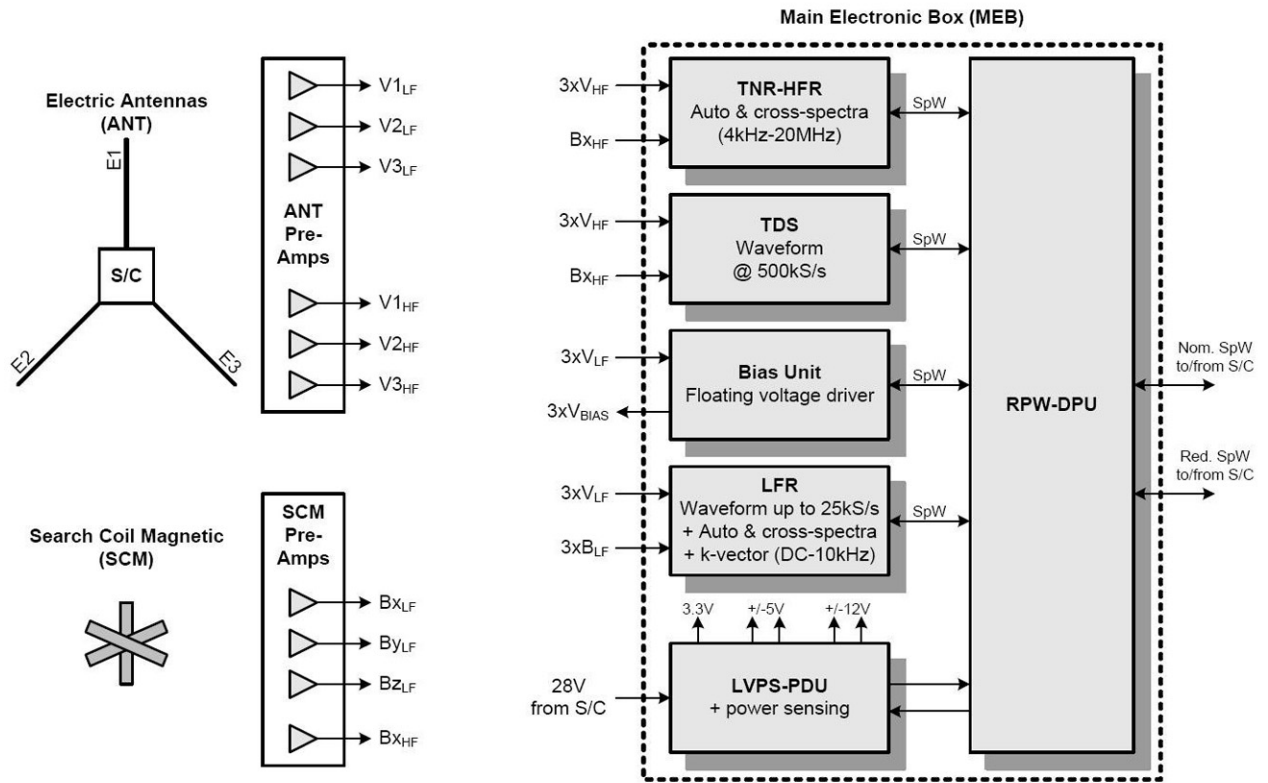 Main Electronic Box (MEB)
Electric Antennas
(ANT)
E1
S/C
E2
E3
V1LF
V2LF
V3LF
ANT
Pre-
Amps
V1HF
V2HF
V3HF
Search Coil Magnetic
(SCM)
SCM
Pre-
Amps
BxLF
ByLF
BzLF
BxHF
3xVHF
BxHF
TNR-HFR
Auto & cross-spectra
(4kHz-20MHz)
SpW
3xVHF
BxHF
TDS
Waveform
@ 500kS/s
SpW
3xVLF
3xVBIAS
Bias Unit
Floating voltage driver
SpW
3xVLF
3xBLF
LFR
Waveform up to 25kS/s
+ Auto & cross-spectra
+ k-vector (DC-10kHz)
SpW
3.3V
+/-5V
+/-12V
28V
from S/C
LVPS-PDU
+ power sensing
RPW-DPU
Nom. SpW
to/from S/C
Red. SpW
to/from S/C